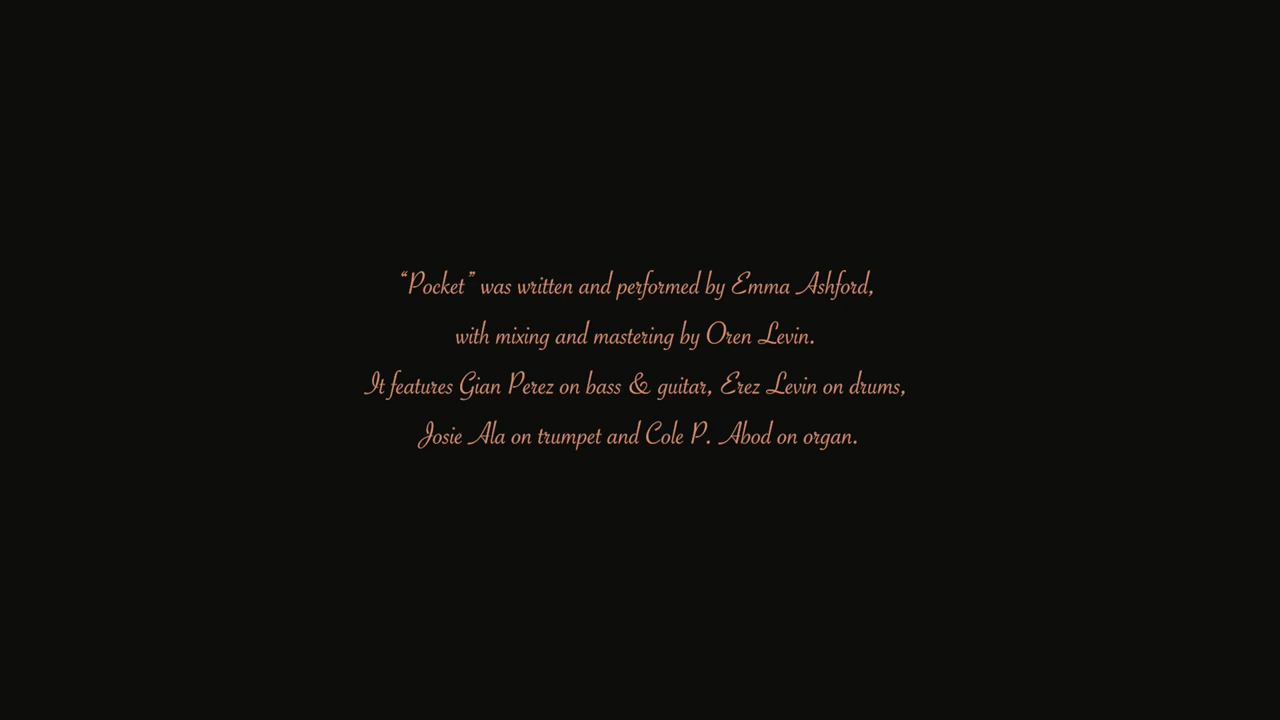 “Pocket” was written and performed by Emma Ashford,
with mixing and mastering by Oren Levin.
It features Gian Perez on bass & guitar, Erez Levin on drums,
Josie Ala on trumpet and Cole P. Abod on organ.